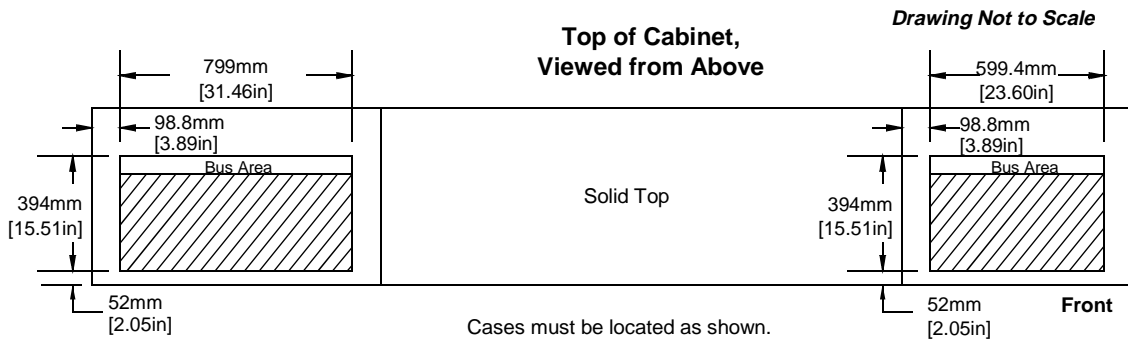 Drawing Not to Scale
Top of Cabinet,
Viewed from Above
799mm
[31.46in]
599.4mm
[23.60in]
98.8mm
[3.89in]
98.8mm
[3.89in]
Bus Area
Bus Area
Solid Top
394mm
[15.51in]
394mm
[15.51in]
52mm
[2.05in]
52mm
[2.05in]
Front
Cases must be located as shown.